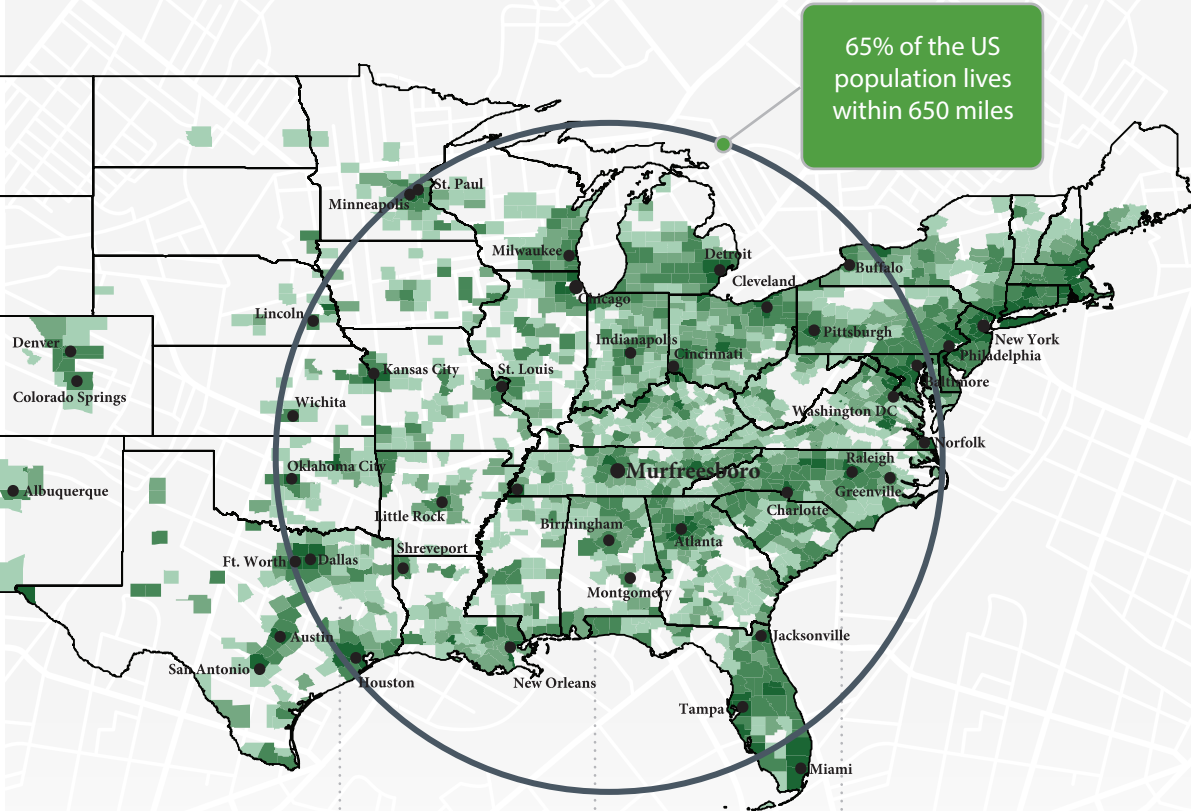 65% of the US
population lives
within 650 miles
St. Paul
Minneapolis
Milwaukee
Detroit
Buffalo
Cleveland
Chicago
Lincoln
Pittsburgh
New York
Denver
Indianapolis
Cincinnati
Philadelphia
Kansas City
St. Louis
Baltimore
Colorado Springs
Wichita
Washington DC
Norfolk
Raleigh
Oklahoma City
Murfreesboro
Albuquerque
Greenville
Little Rock
Charlotte
Birmingham
Atlanta
Shreveport
Ft. Worth
Dallas
Montgomery
Austin
Jacksonville
San Antonio
Houston
New Orleans
Tampa
Miami